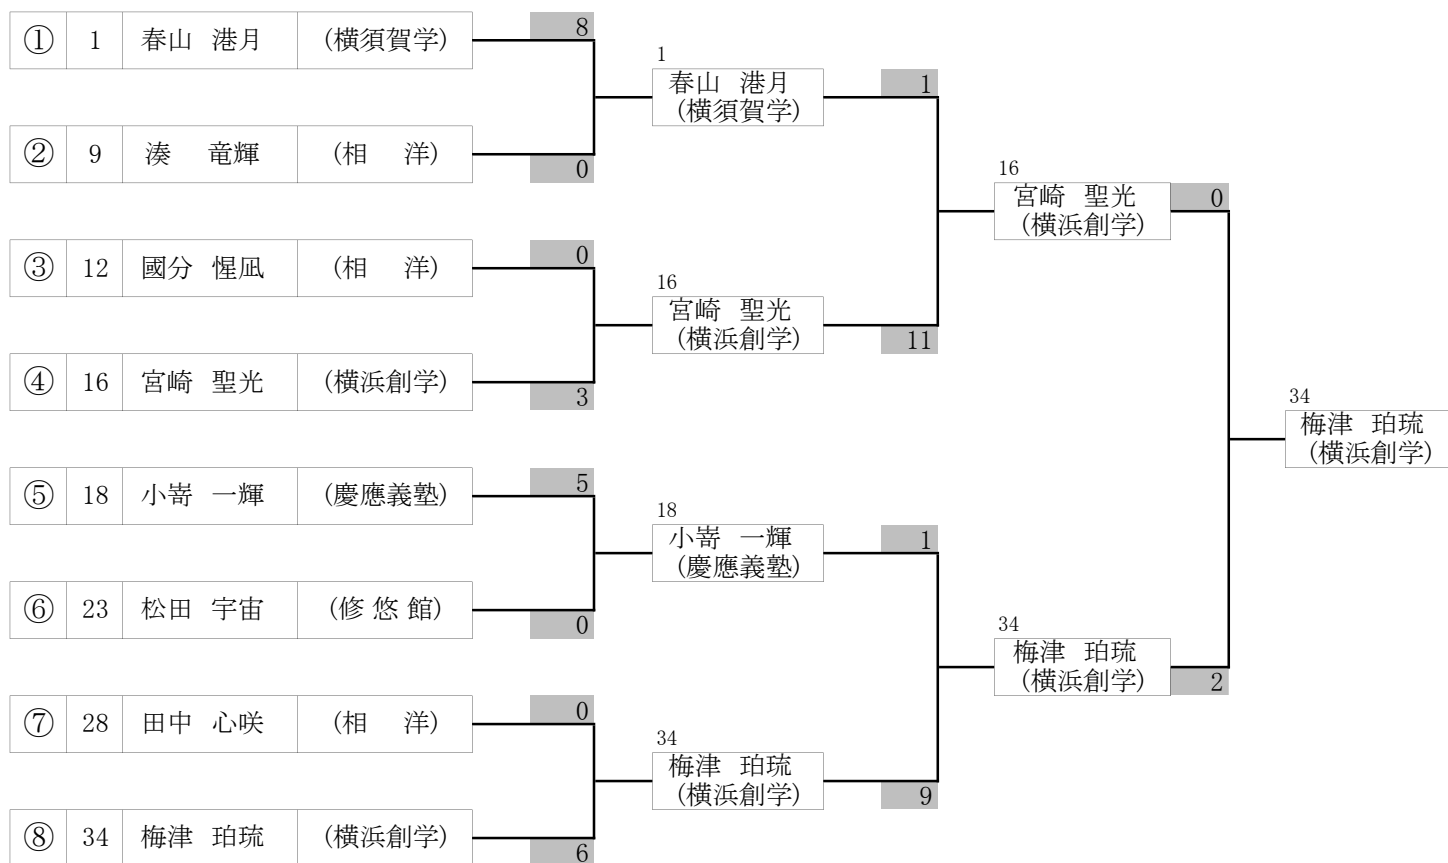 ① 1 春山 港月 (横須賀学) 8
1
春山 港月
(横須賀学) 1
② 9 湊 竜輝 (相 洋) 0
16
宮崎 聖光
(横浜創学) 0
③ 12 國分 惺凪 (相 洋) 0
16
宮崎 聖光
(横浜創学) 11
④ 16 宮崎 聖光 (横浜創学) 3
34
梅津 珀琉
(横浜創学)
⑤ 18 小嵜 一輝 (慶應義塾) 5
18
小嵜 一輝
(慶應義塾) 1
⑥ 23 松田 宇宙 (修悠館) 0
34
梅津 珀琉
(横浜創学) 2
⑦ 28 田中 心咲 (相 洋) 0
34
梅津 珀琉
(横浜創学) 9
⑧ 34 梅津 珀琉 (横浜創学) 6